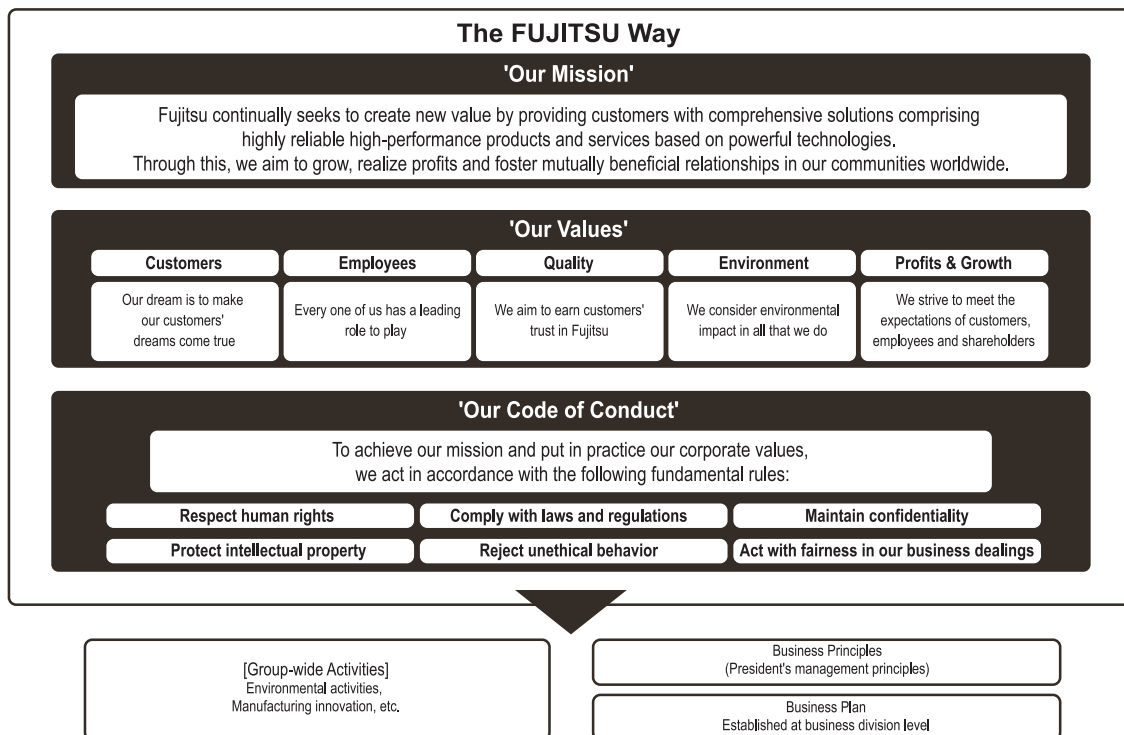 The FUJITSU Way
'Our Mission'
Fujitsu continually seeks to create new value by providing customers with comprehensive solutions comprising
highly reliable high-performance products and services based on powerful technologies.
Through this, we aim to grow, realize profits and foster mutually beneficial relationships in our communities worldwide.
'Our Values'
Customers
Our dream is to make
our customers'
dreams come true
Employees
Every one of us has a leading
role to play
Quality
We aim to earn customers'
trust in Fujitsu
Environment
We consider environmental
impact in all that we do
Profits & Growth
We strive to meet the
expectations of customers,
employees and shareholders
'Our Code of Conduct'
To achieve our mission and put in practice our corporate values,
we act in accordance with the following fundamental rules:
Respect human rights
Comply with laws and regulations
Maintain confidentiality
Protect intellectual property
Reject unethical behavior
Act with fairness in our business dealings
[Group-wide Activities]
Environmental activities,
Manufacturing innovation, etc.
Business Principles
(President's management principles)
Business Plan
Established at business division level